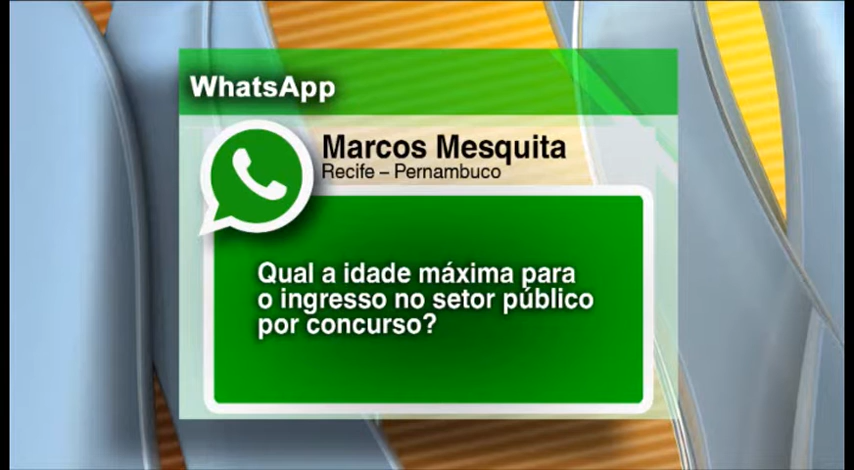 WhatsApp
Marcos Mesquita
Recife – Pernambuco
Qual a idade máxima para
o ingresso no setor público
por concurso?